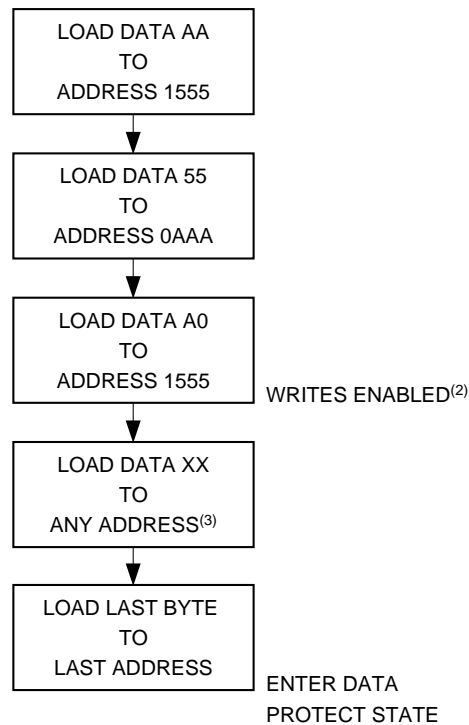 LOAD DATA AA
TO
ADDRESS 1555
LOAD DATA 55
TO
ADDRESS 0AAA
LOAD DATA A0
TO
ADDRESS 1555
WRITES ENABLED(2)
LOAD DATA XX
TO
ANY ADDRESS(3)
LOAD LAST BYTE
TO
LAST ADDRESS
ENTER DATA
PROTECT STATE